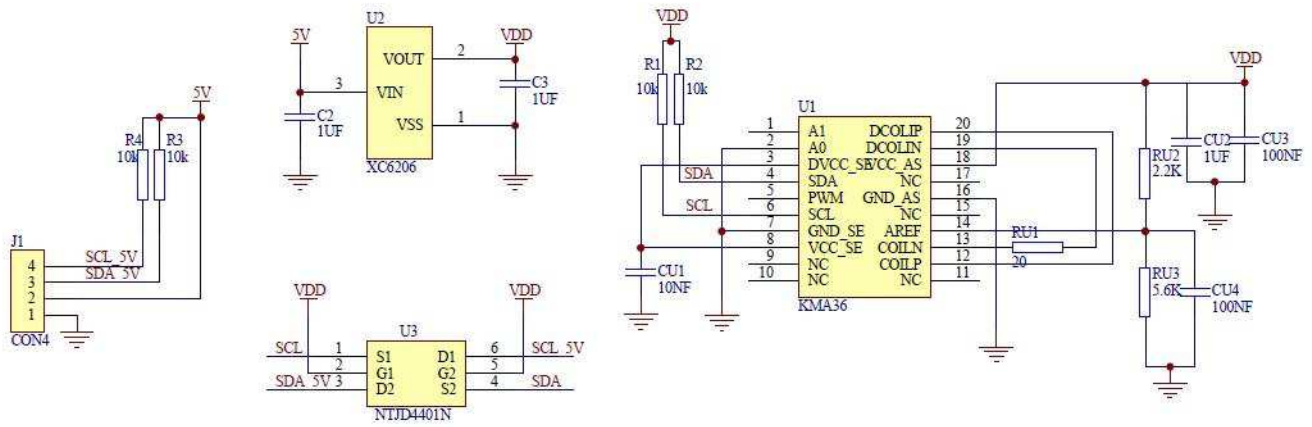 5V
R4
10k
R3
10k
J1
4
3
2
1
SCL_5V
SDA_5V
CON4
U2
5V
VDD
VOUT
2
3
VIN
VSS
1
C2
1UF
C3
1UF
XC6206
VDD
VDD
U3
SCL
1
S1
D1
6
SCL_5V
2
G1
G2
5
SDA_5V
3
D2
S2
4
SDA
NTJD4401N
VDD
R1
10k
R2
10k
SDA
SCL
U1
1
A1
DCOLIP
20
2
A0
DCOLIN
19
3
DVCC_SE
VCC_AS
18
4
SDA
NC
17
5
PWM
GND_AS
16
6
SCL
NC
15
7
GND_SE
AREF
14
8
VCC_SE
COILN
13
9
NC
COILP
12
10
NC
NC
11
KMA36
CU1
10NF
RU1
20
VDD
RU2
2.2K
CU2
1UF
CU3
100NF
RU3
5.6K
CU4
100NF